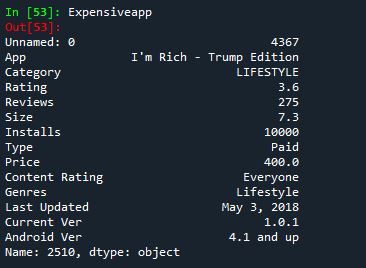 In [53]: Expensiveapp
Out[53]:
Unnamed: 0 4367
App I'm Rich - Trump Edition
Category LIFESTYLE
Rating 3.6
Reviews 275
Size 7.3
Installs 10000
Type Paid
Price 400.0
Content Rating Everyone
Genres Lifestyle
Last Updated May 3, 2018
Current Ver 1.0.1
Android Ver 4.1 and up
Name: 2510, dtype: object